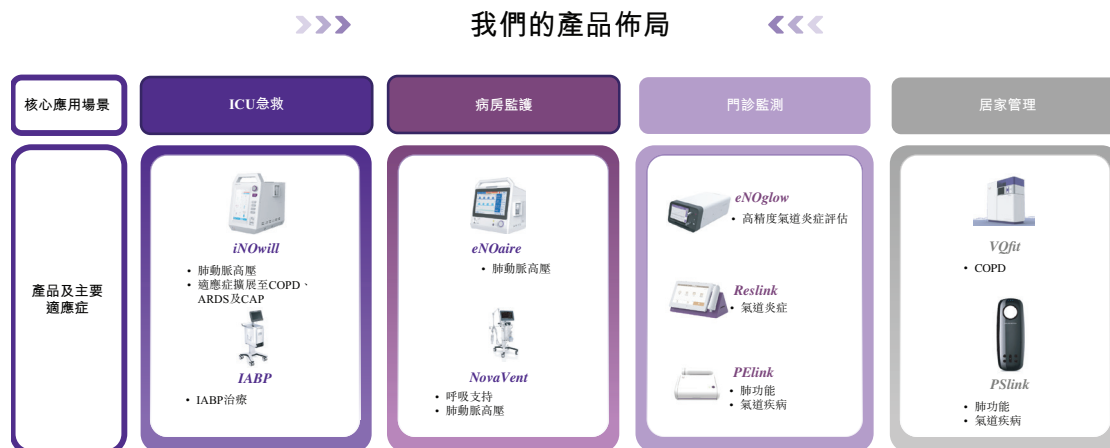 我們的產品佈局
核心應用場景
ICU急救
病房監護
門診監測
居家管理
產品及主要
適應症
iNOwill
• 肺動脈高壓
• 適應症擴展至COPD、
ARDS及CAP
IABP
• IABP治療
eNOaire
• 肺動脈高壓
NovaVent
• 呼吸支持
• 肺動脈高壓
eNOglow
• 高精度氣道炎症評估
Reslink
• 氣道炎症
PElink
• 肺功能
• 氣道疾病
VQfit
• COPD
PSlink
• 肺功能
• 氣道疾病